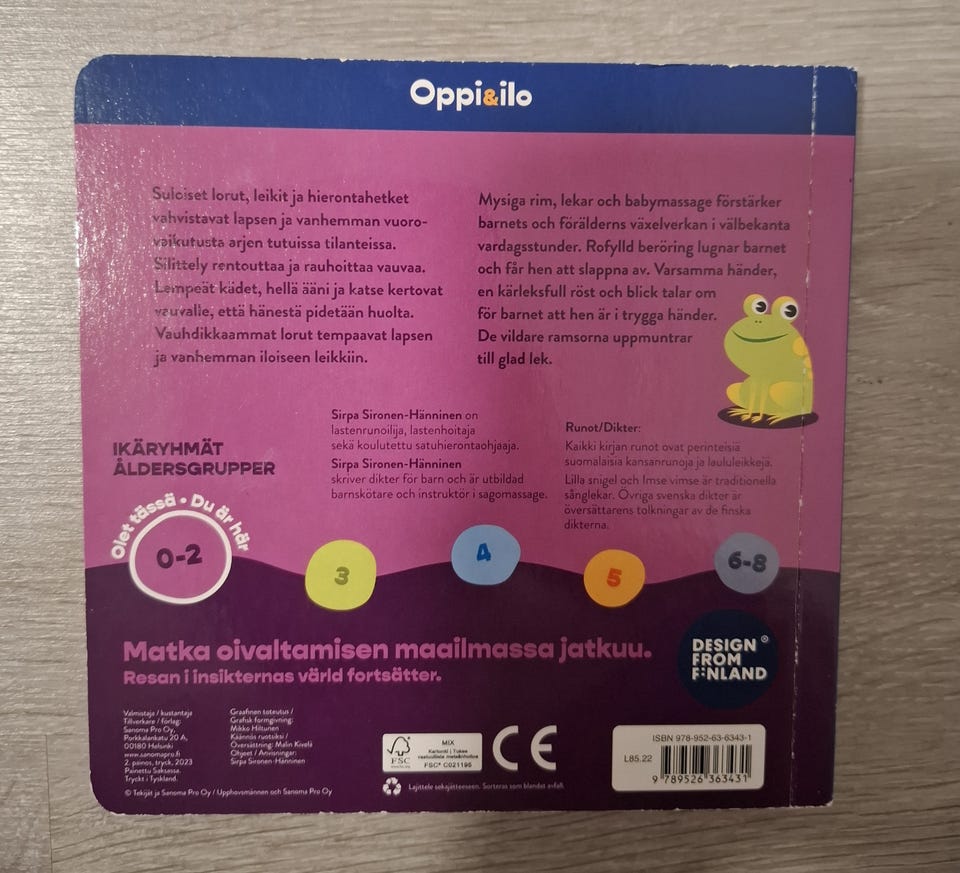 Oppi&ilo
Suloiset lorut, leikit ja hierontahetket
vahvistavat lapsen ja vanhemman vuoro-
vaikutusta arjen tutuissa tilanteissa.
Silittely rentouttaa ja rauhoittaa vauvaa.
Lempeät kädet, hellä ääni ja katse kertovat
vauvalle, että hänestä pidetään huolta.
Vauhdikkaammat lorut tempaavat lapsen
ja vanhemman iloiseen leikkiin.
Mysiga rim, lekar och babymassage förstärker
barnets och förälderns växelverkan i välbekanta
vardagsstunder. Rofylld beröring lugnar barnet
och får hen att slappna av. Varsamma händer,
en kärleksfull röst och blick talar om
för barnet att hen är i trygga händer.
De vildare ramsorna uppmuntrar
till glad lek.
Sirpa Sironen-Hänninen on
lastenrunoilija, lastenhoitaja
sekä koulutettu satuhierontaohjaaja.
Sirpa Sironen-Hänninen
skriver dikter för barn och är utbildad
barnskötare och instruktör i sagomassage.
Runot/Dikter:
Kaikki kirjan runot ovat perinteisiä
suomalaisia kansanrunoja ja laululeikkejä.
Lilla snigel och Imse vimse är traditionella
sånglekar. Övriga svenska dikter är
översättarens tolkningar av de finska
dikterna.
IKÄRYHMÄT
ÅLDERSGRUPPER
Olet tässä • Du är här
0-2
3
4
5
6-8
Matka oivaltamisen maailmassa jatkuu.
Resan i insikternas värld fortsätter.
DESIGN®
FROM
FINLAND
Valmistaja / kustantaja
Tillverkare / förlag:
Sanoma Pro Oy,
Porkkalankatu 20 A,
00180 Helsinki
www.sanomapro.fi
2. painos, tryck, 2023
Painettu Saksassa.
Tryckt i Tyskland.
Graafinen toteutus /
Grafisk formgivning:
Mikko Hiltunen
Käännös ruotsiksi /
Översättning: Malin Kivelä
Ohjeet / Anvisningar:
Sirpa Sironen-Hänninen
© Tekijät ja Sanoma Pro Oy / Upphovsmännen och Sanoma Pro Oy
FSC
www.fsc.org
MIX
Kartonki | Tukee
vastuullista metsänhoitoa
FSC® C021195
CE
Lajittele sekajätteeseen. Sorteras som blandat avfall.
L85.22
ISBN 978-952-63-6343-1
9 789526 363431